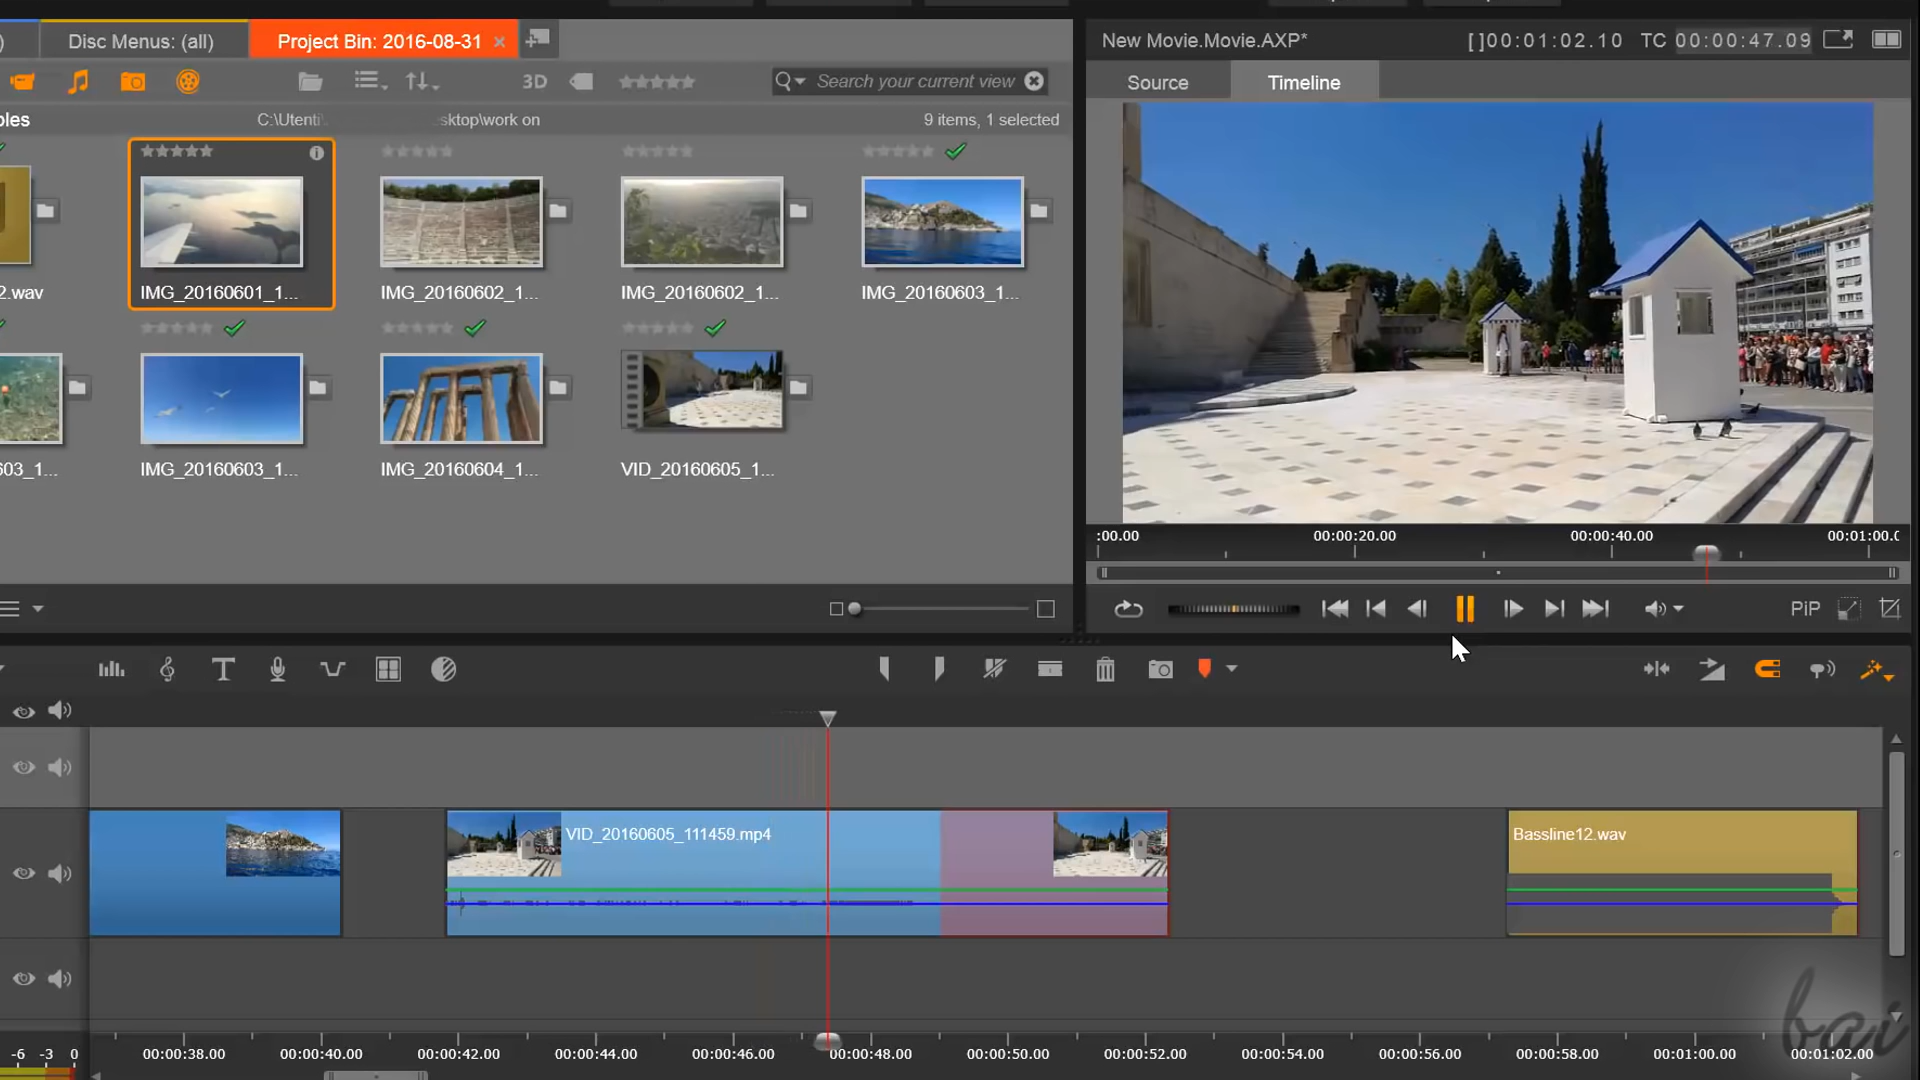 )
Disc Menus: (all)
Project Bin: 2016-08-31
New Movie.Movie.AXP*
[]00:01:02.10
TC 00:00:47.09
3D
Search your current view
Source
Timeline
ples
C:\Utenti\
sktop\work on
9 items, 1 selected
2.wav
IMG_20160601_1...
IMG_20160602_1...
IMG_20160602_1...
IMG_20160603_1...
603_1...
IMG_20160603_1...
IMG_20160604_1...
VID_20160605_1...
:00.00
00:00:20.00
00:00:40.00
00:01:00.0
PiP
VID_20160605_111459.mp4
Bassline12.wav
-6 -3 0
00:00:38.00
00:00:40.00
00:00:42.00
00:00:44.00
00:00:46.00
00:00:48.00
00:00:50.00
00:00:52.00
00:00:54.00
00:00:56.00
00:00:58.00
00:01:00.00
00:01:02.00
bai